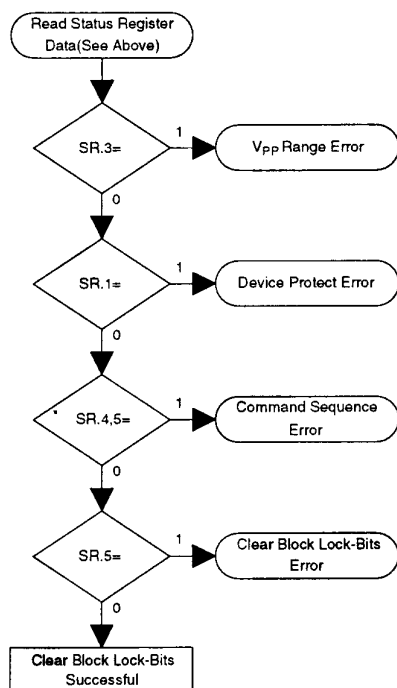 Read Status Register
Data(See Above)
SR.3=
1
VPP Range Error
0
SR.1=
1
Device Protect Error
0
SR.4,5=
1
Command Sequence
Error
0
SR.5=
1
Clear Block Lock-Bits
Error
0
Clear Block Lock-Bits
Successful